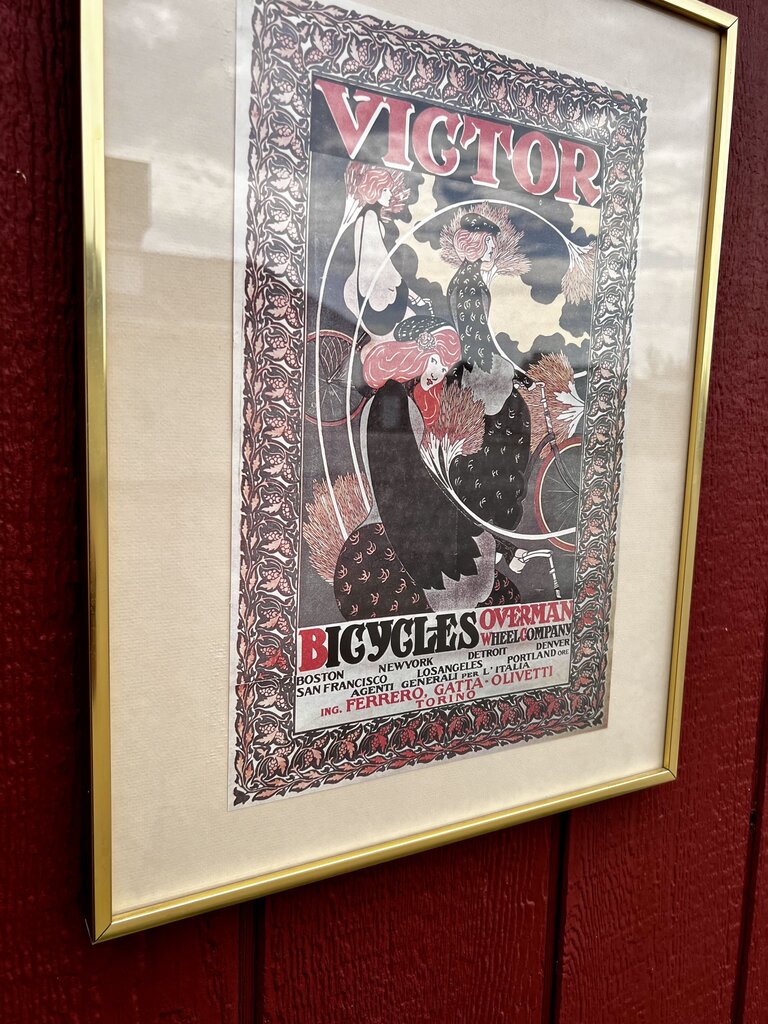 VICTOR
BICYCLES OVERMAN
WHEEL COMPANY
BOSTON NEWYORK DETROIT DENVER
SAN FRANCISCO LOSANGELES PORTLAND ORE
AGENTI GENERALI PER L'ITALIA
ING. FERRERO, GATTA-OLIVETTI
TORINO